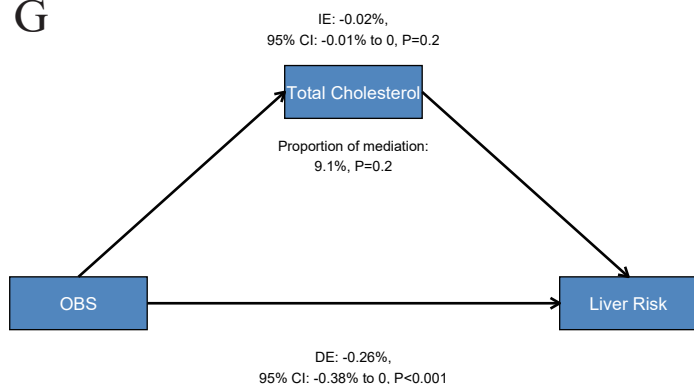 G
IE: -0.02%,
95% CI: -0.01% to 0, P=0.2
Total Cholesterol
Proportion of mediation:
9.1%, P=0.2
OBS
Liver Risk
DE: -0.26%,
95% CI: -0.38% to 0, P<0.001